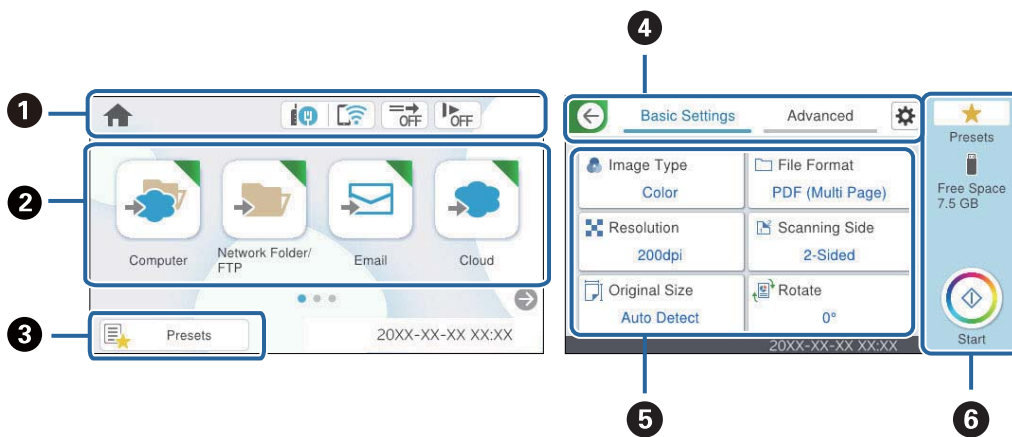 4
1
OFF
OFF
Basic Settings
Advanced
Presets
Free Space
7.5 GB
Start
2
Computer
Network Folder/
FTP
Email
Cloud
Image Type
Color
File Format
PDF (Multi Page)
Resolution
200dpi
Scanning Side
2-Sided
Original Size
Auto Detect
Rotate
0°
3
Presets
20XX-XX-XX XX:XX
20XX-XX-XX XX:XX
5
6